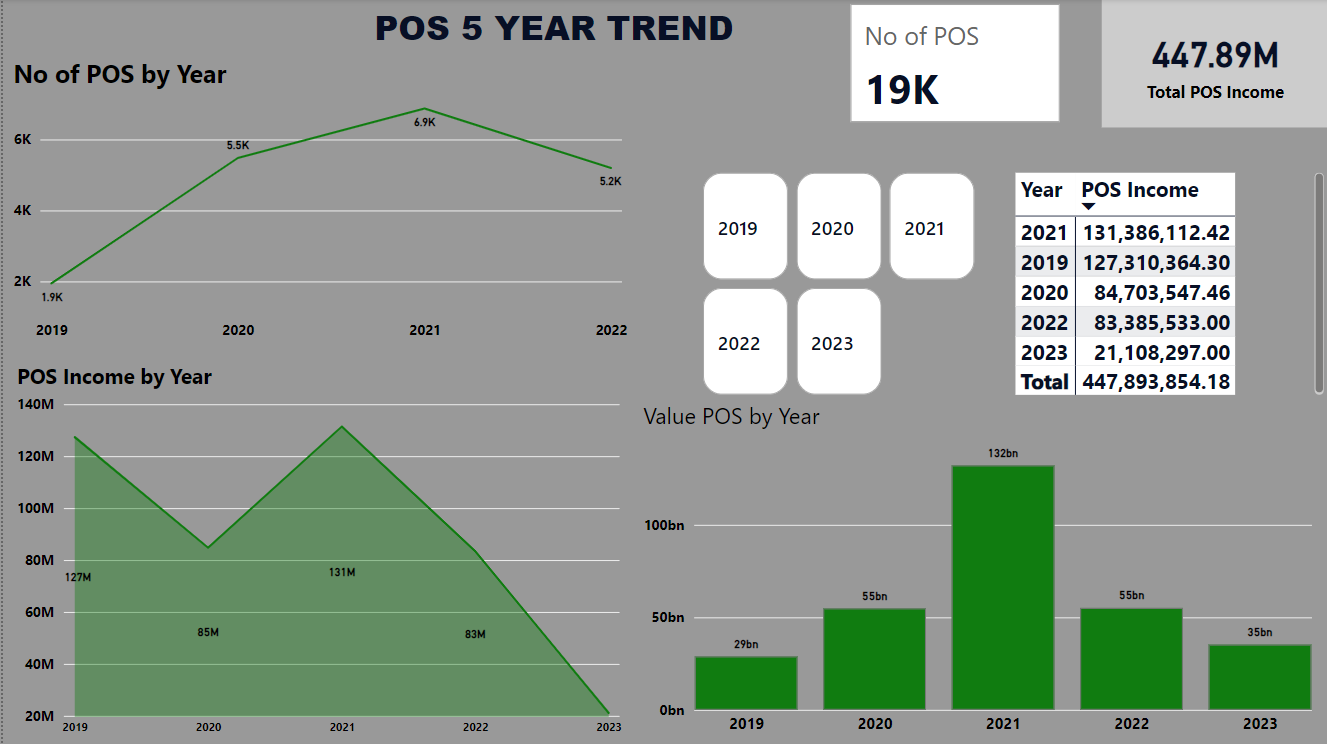 POS 5 YEAR TREND
No of POS
19K
447.89M
Total POS Income
No of POS by Year
6K
4K
2K
1.9K
5.5K
6.9K
5.2K
2019 2020 2021 2022
2019 2020 2021
2022 2023
Year POS Income
2021 131,386,112.42
2019 127,310,364.30
2020 84,703,547.46
2022 83,385,533.00
2023 21,108,297.00
Total 447,893,854.18
POS Income by Year
140M
120M
100M
80M
60M
40M
20M
127M
85M
131M
83M
2019 2020 2021 2022 2023
Value POS by Year
100bn
50bn
0bn
29bn
55bn
132bn
55bn
35bn
2019 2020 2021 2022 2023